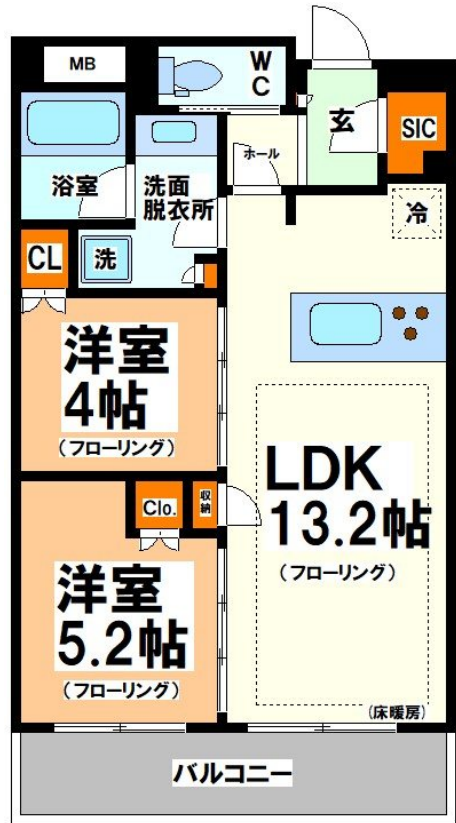 MB
W
C
玄
SIC
ホール
浴室
洗面
脱衣所
冷
CL
洗
洋室
4帖
(フローリング)
LDK
13.2帖
(フローリング)
Clo.
収納
洋室
5.2帖
(フローリング)
(床暖房)
バルコニー